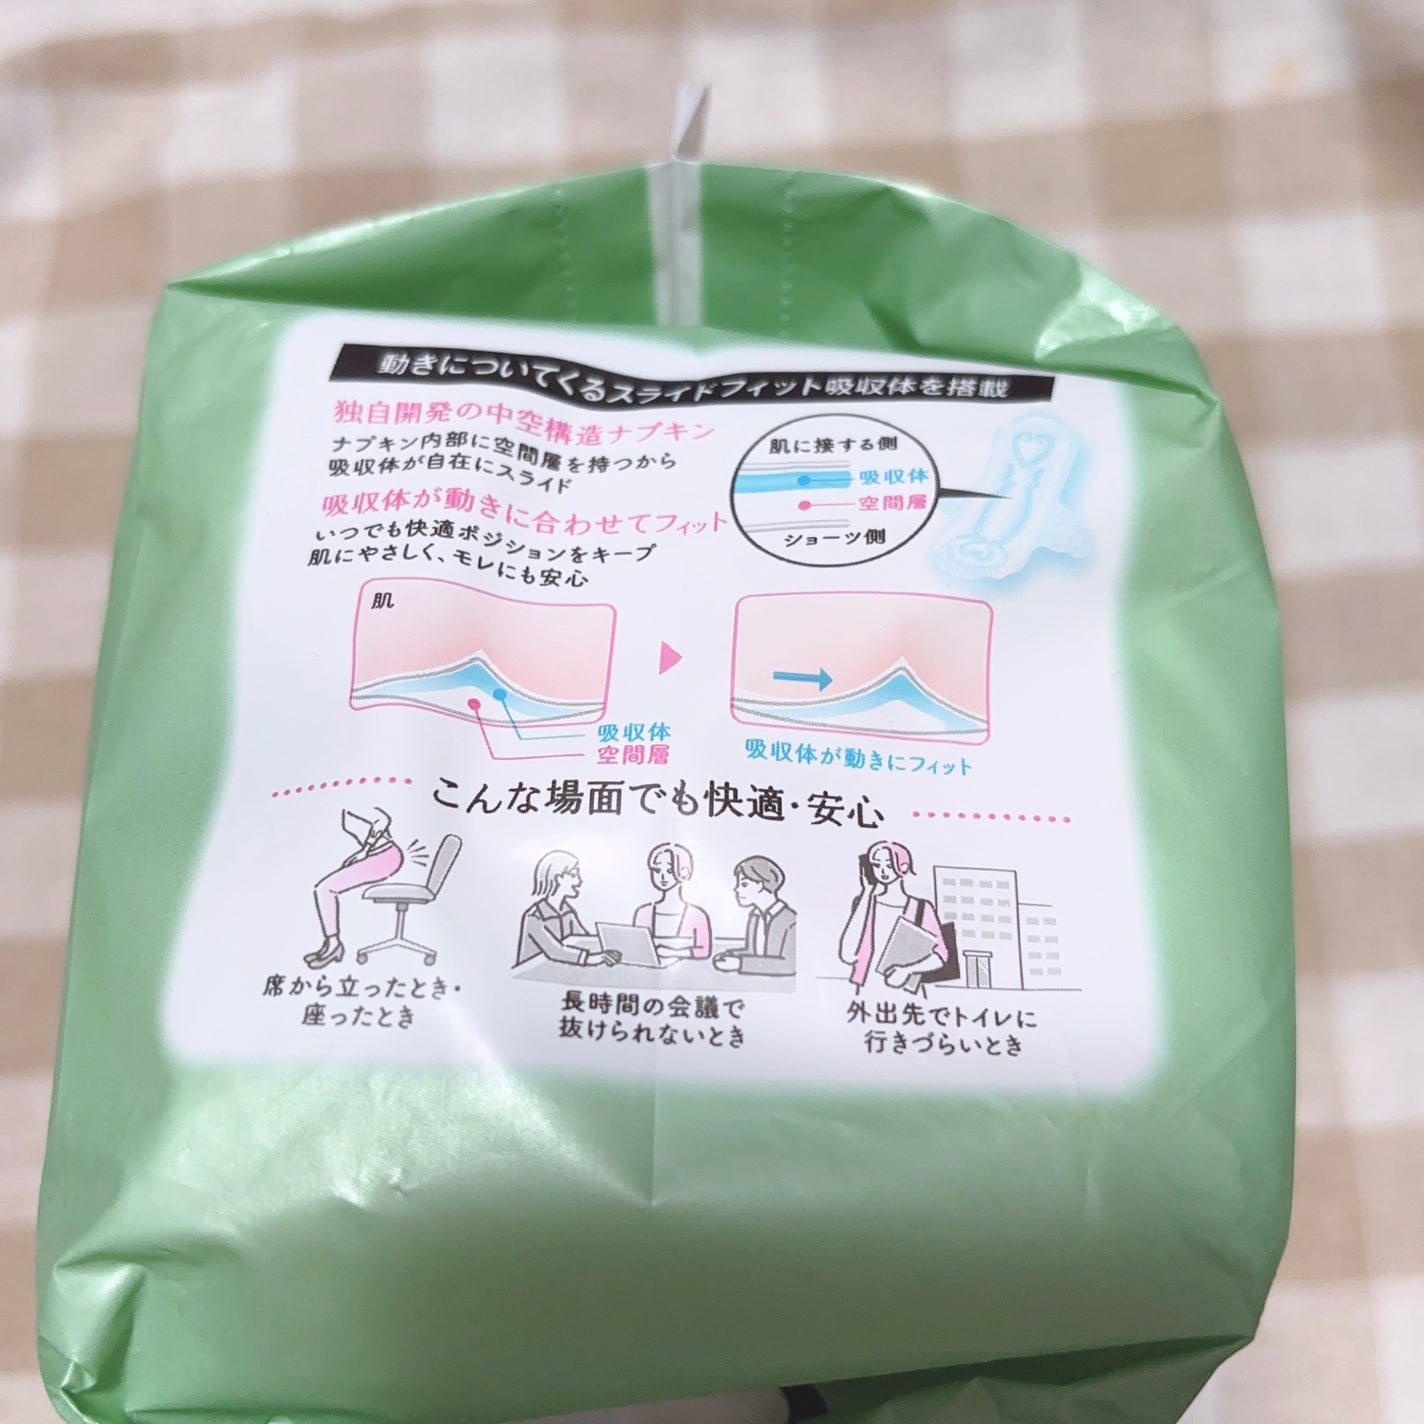 動きについてくるスライドフィット吸収体を搭載
独自開発の中空構造ナプキン
ナプキン内部に空間層を持つから
吸収体が自在にスライド
吸収体が動きに合わせてフィット
いつでも快適ポジションをキープ
肌にやさしく、モレにも安心
肌に接する側
吸収体
空間層
ショーツ側
肌
吸収体
空間層
吸収体が動きにフィット
こんな場面でも快適・安心
席から立ったとき・
座ったとき
長時間の会議で
抜けられないとき
外出先でトイレに
行きづらいとき